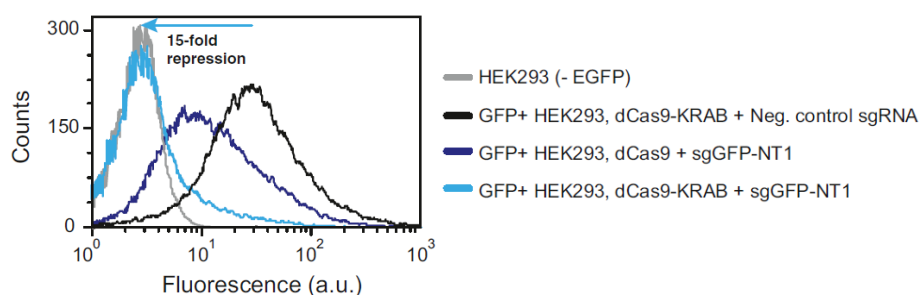 300
15-fold
repression
Counts
150
0
10⁰
10¹
10²
10³
Fluorescence (a.u.)
HEK293 (- EGFP)
GFP+ HEK293, dCas9-KRAB + Neg. control sgRNA
GFP+ HEK293, dCas9 + sgGFP-NT1
GFP+ HEK293, dCas9-KRAB + sgGFP-NT1